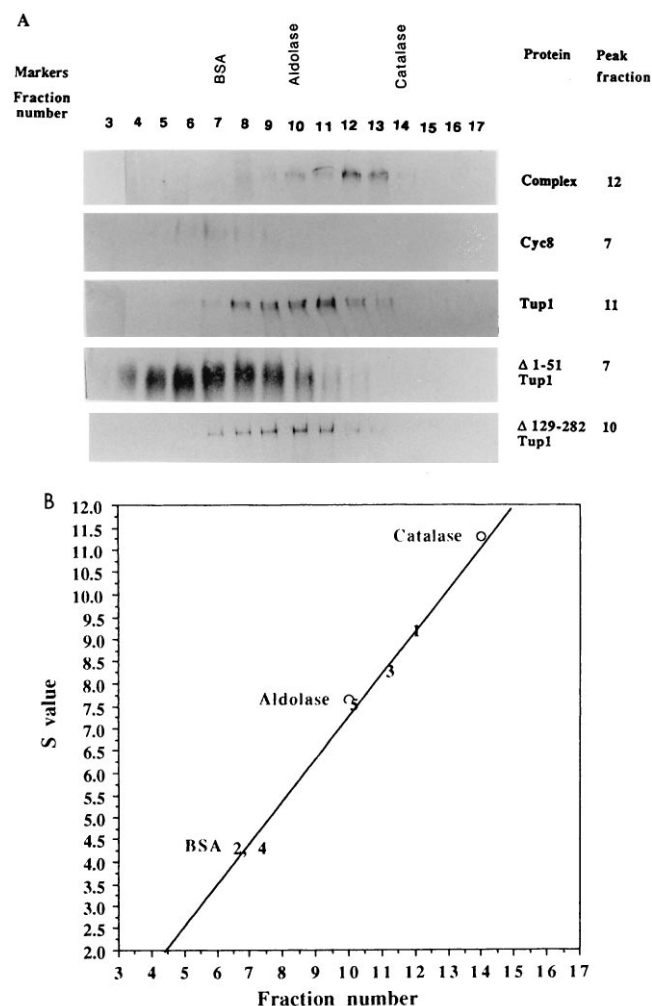 A
Markers BSA Aldolase Catalase Protein Peak fraction
Fraction number
3 4 5 6 7 8 9 10 11 12 13 14 15 16 17
Complex 12
Cyc8 7
Tup1 11
Δ 1-51 Tup1 7
Δ 129-282 Tup1 10
B
12.0
11.5
11.0
10.5
10.0
9.5
9.0
8.5
8.0
7.5
7.0
6.5
6.0
5.5
5.0
4.5
4.0
3.5
3.0
2.5
2.0
S value
Catalase
1
3
Aldolase
5
BSA 2, 4
3 4 5 6 7 8 9 10 11 12 13 14 15 16 17
Fraction number